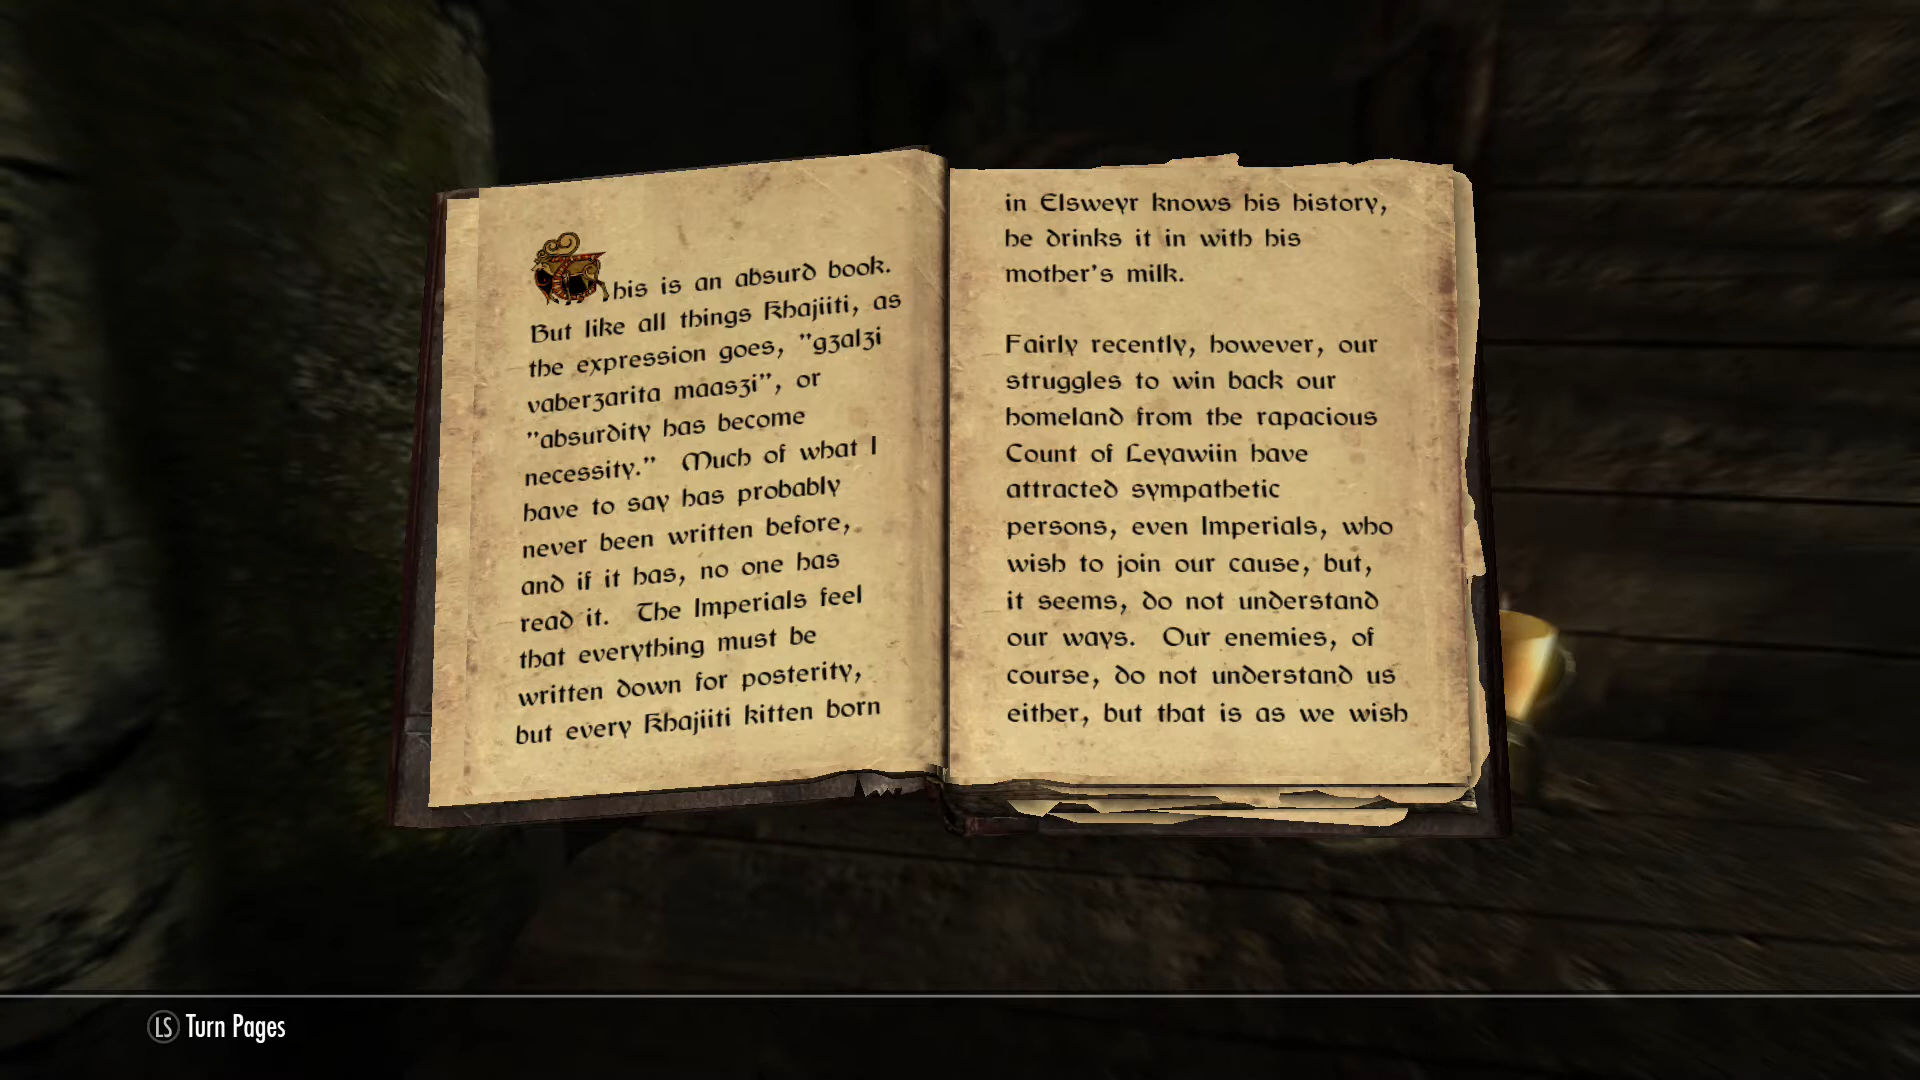 This is an absurd book.
But like all things Khajiiti, as
the expression goes, "gzalzi
vaberzarita maaszi", or
"absurdity has become
necessity." Much of what I
have to say has probably
never been written before,
and if it has, no one has
read it. The Imperials feel
that everything must be
written down for posterity,
but every Khajiiti kitten born
in Elsweyr knows his history,
he drinks it in with his
mother's milk.
Fairly recently, however, our
struggles to win back our
homeland from the rapacious
Count of Leyawiin have
attracted sympathetic
persons, even Imperials, who
wish to join our cause, but,
it seems, do not understand
our ways. Our enemies, of
course, do not understand us
either, but that is as we wish
LS Turn Pages